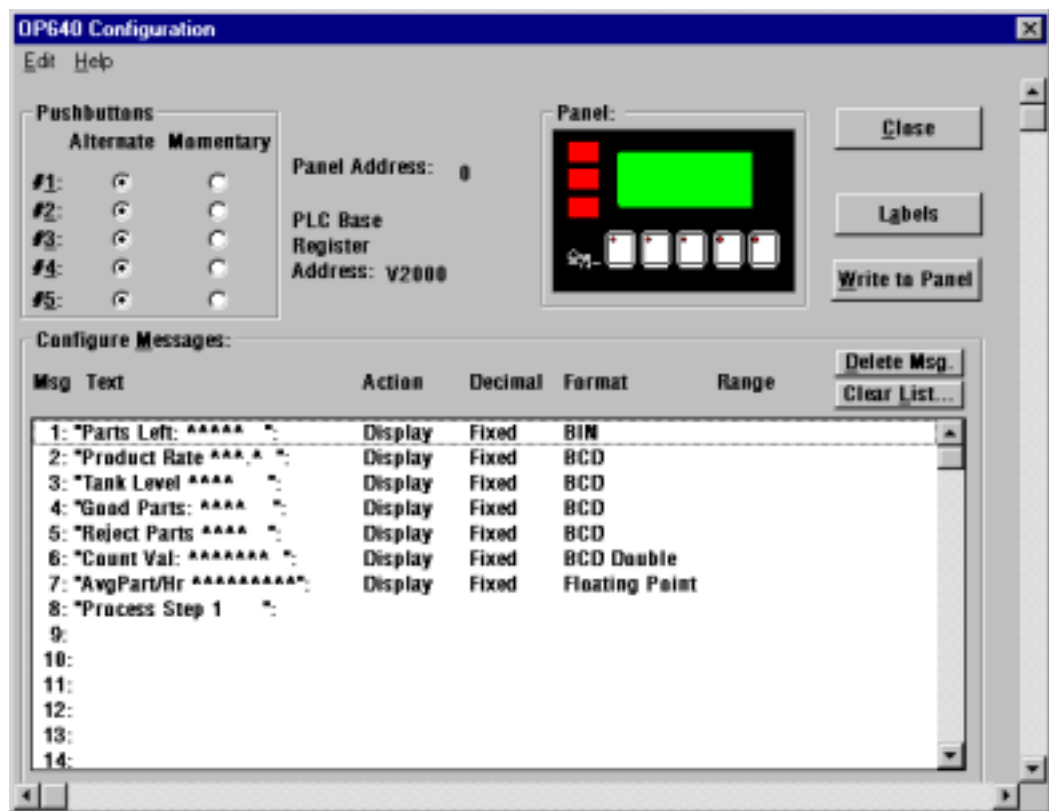 OP640 Configuration
Edit Help
Pushbuttons
Alternate Momentary
#1:
#2:
#3:
#4:
#5:
Panel Address: 0
PLC Base
Register
Address: V2000
Panel:
Close
Labels
Write to Panel
Configure Messages:
Delete Msg.
Clear List...
Msg Text Action Decimal Format Range
1: "Parts Left: ^^^^^ ": Display Fixed BIN
2: "Product Rate ^^^.^ ": Display Fixed BCD
3: "Tank Level ^^^^ ": Display Fixed BCD
4: "Good Parts: ^^^^ ": Display Fixed BCD
5: "Reject Parts ^^^^ ": Display Fixed BCD
6: "Count Val: ^^^^^^^ ": Display Fixed BCD Double
7: "AvgPart/Hr ^^^^^^^^^": Display Fixed Floating Point
8: "Process Step 1 ":
9:
10:
11:
12:
13:
14: